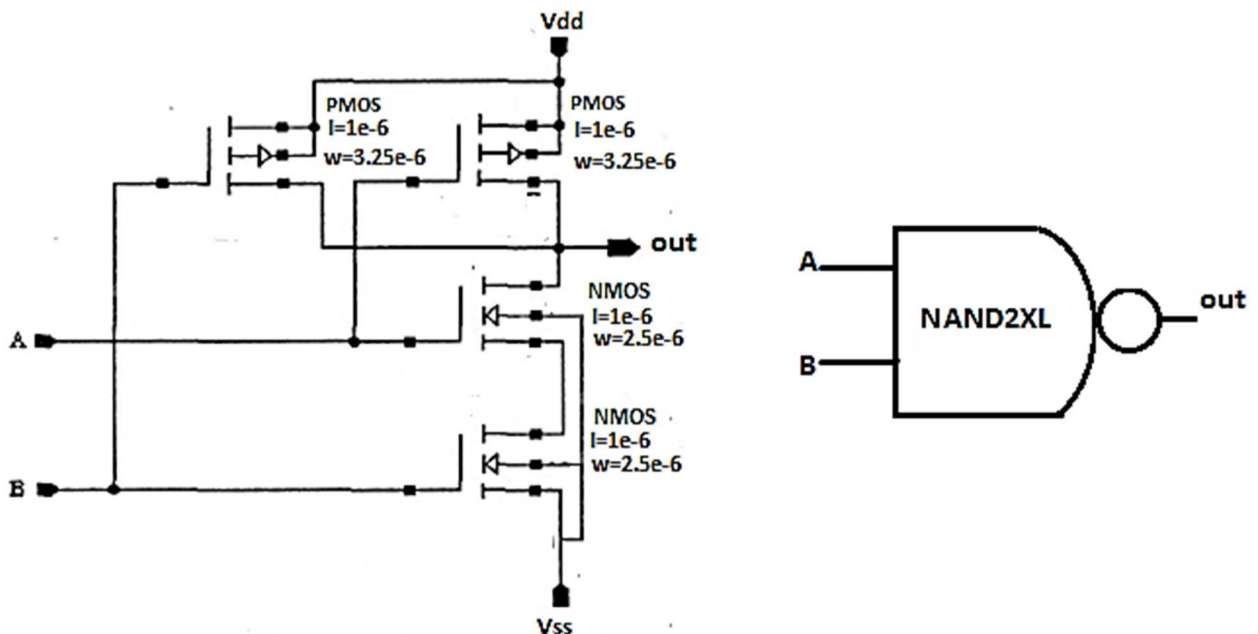 Vdd
PMOS
l=1e-6
w=3.25e-6
PMOS
l=1e-6
w=3.25e-6
out
NMOS
l=1e-6
w=2.5e-6
A
NMOS
l=1e-6
w=2.5e-6
B
Vss
A
B
NAND2XL
out